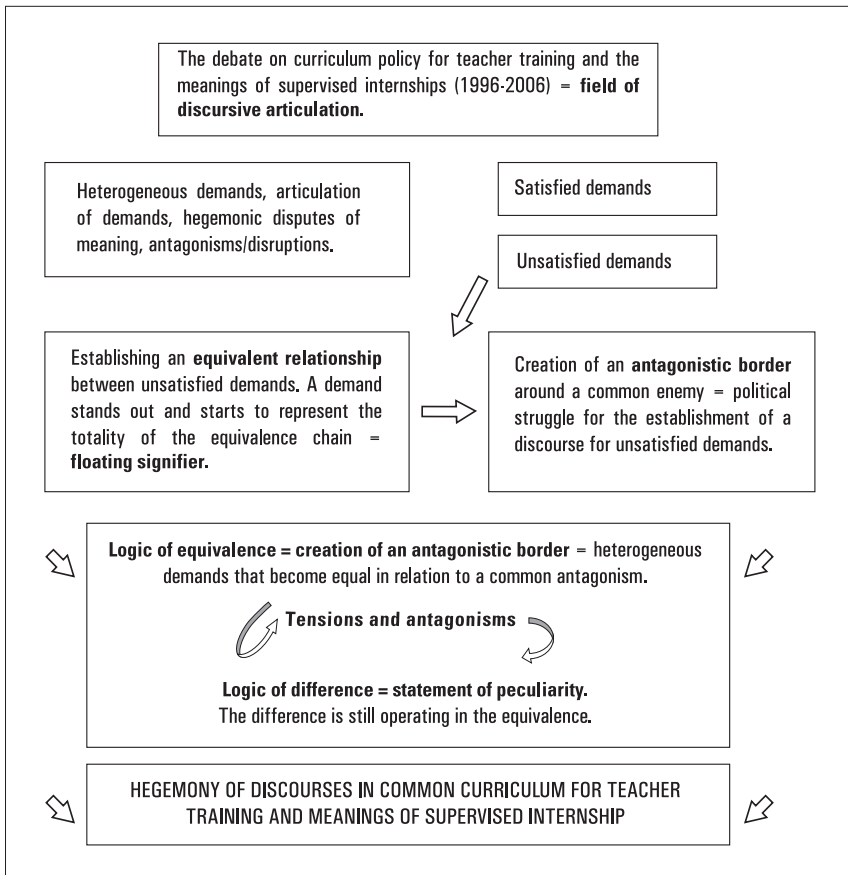 The debate on curriculum policy for teacher training and the
meanings of supervised internships (1996-2006) = field of
discursive articulation.
Heterogeneous demands, articulation
of demands, hegemonic disputes of
meaning, antagonisms/disruptions.
Satisfied demands
Unsatisfied demands
Establishing an equivalent relationship
between unsatisfied demands. A demand
stands out and starts to represent the
totality of the equivalence chain =
floating signifier.
Creation of an antagonistic border
around a common enemy = political
struggle for the establishment of a
discourse for unsatisfied demands.
Logic of equivalence = creation of an antagonistic border = heterogeneous
demands that become equal in relation to a common antagonism.
Tensions and antagonisms
Logic of difference = statement of peculiarity.
The difference is still operating in the equivalence.
HEGEMONY OF DISCOURSES IN COMMON CURRICULUM FOR TEACHER
TRAINING AND MEANINGS OF SUPERVISED INTERNSHIP